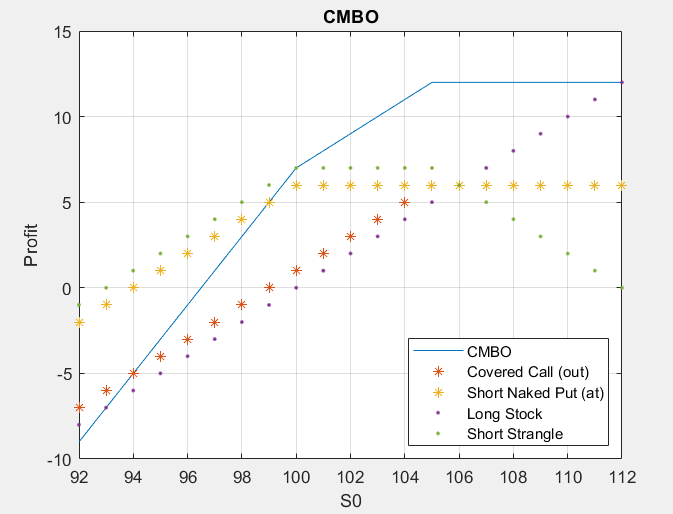 CMBO
15
10
5
0
-5
-10
Profit
92 94 96 98 100 102 104 106 108 110 112
S0
CMBO
Covered Call (out)
Short Naked Put (at)
Long Stock
Short Strangle